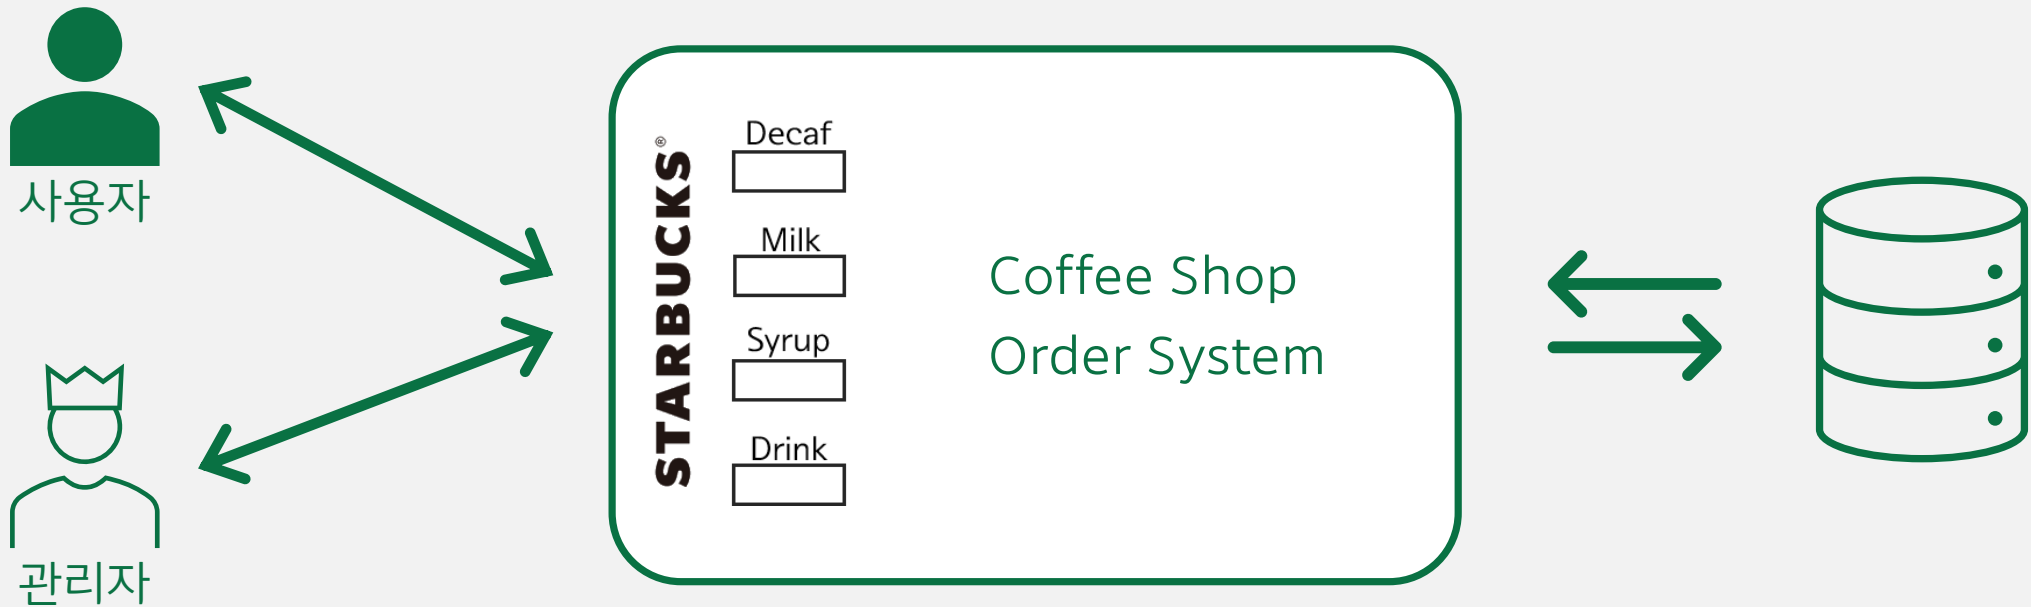 사용자
관리자
STARBUCKS®
Decaf
Milk
Syrup
Drink
Coffee Shop
Order System